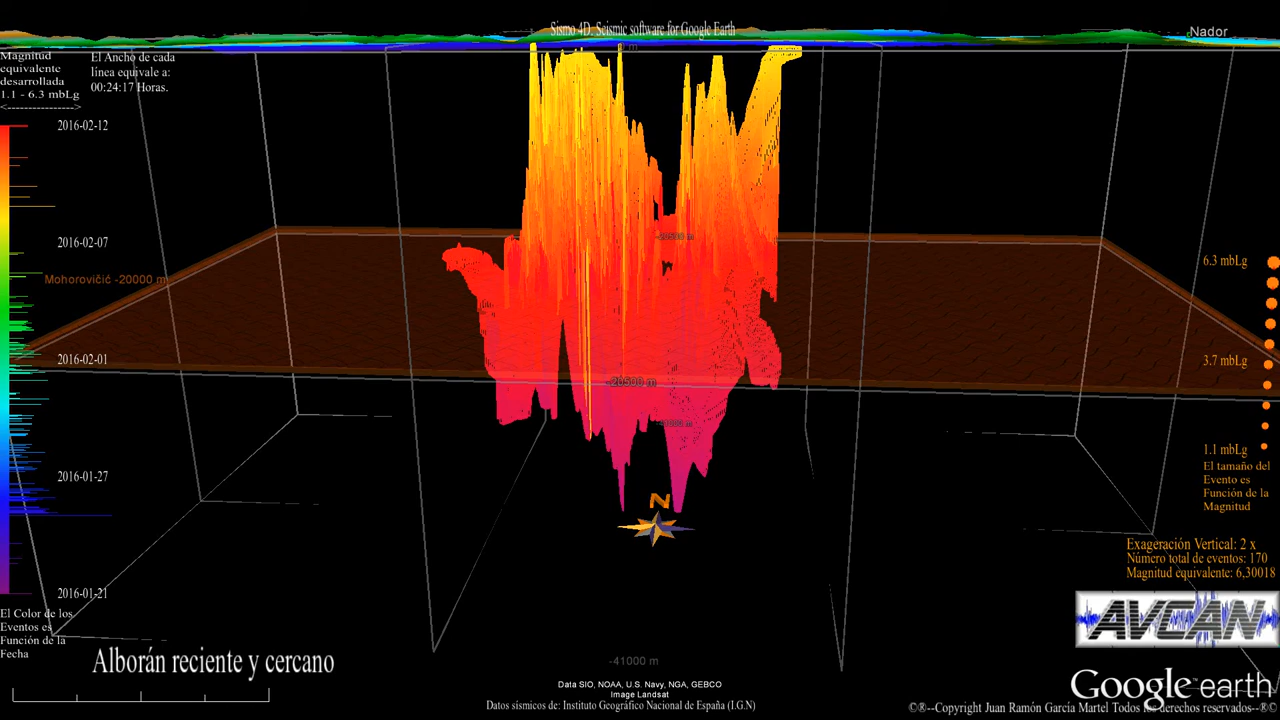 Sismo 4D. Seismic software for Google Earth
Nador
Magnitud
equivalente
desarrollada
1.1 - 6.3 mbLg
<---------------->
El Ancho de cada
línea equivale a:
00:24:17 Horas.
2016-02-12
2016-02-07
Mohorovičić -20000 m
2016-02-01
2016-01-27
2016-01-21
El Color de los
Eventos es
Función de la
Fecha
-20500 m
-20500 m
-41000 m
N
6.3 mbLg
3.7 mbLg
1.1 mbLg
El tamaño del
Evento es
Función de la
Magnitud
Exageración Vertical: 2 x
Número total de eventos: 170
Magnitud equivalente: 6,30018
AVCAN
Alborán reciente y cercano
-41000 m
Data SIO, NOAA, U.S. Navy, NGA, GEBCO
Image Landsat
Datos sísmicos de: Instituto Geográfico Nacional de España (I.G.N)
Google™ earth
©®--Copyright Juan Ramón García Martel Todos los derechos reservados--®©